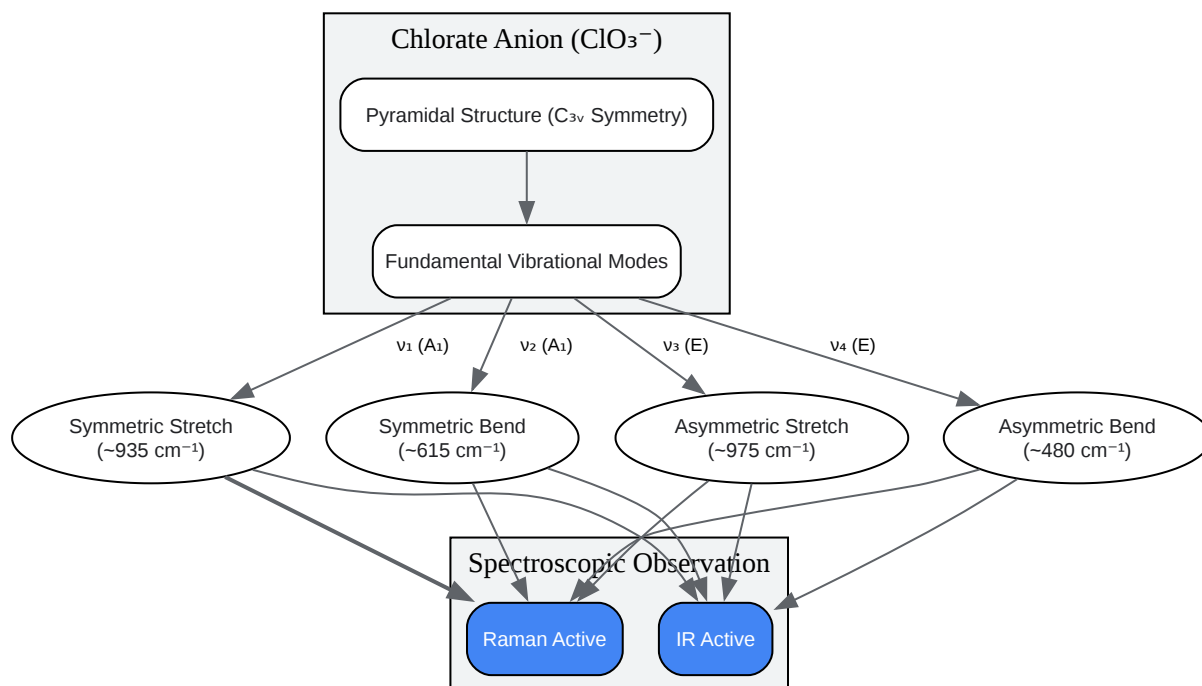 Chlorate Anion (ClO₃⁻)
Pyramidal Structure (C₃ᵥ Symmetry)
Fundamental Vibrational Modes
ν₁ (A₁)
ν₂ (A₁)
ν₃ (E)
ν₄ (E)
Symmetric Stretch
(~935 cm⁻¹)
Symmetric Bend
(~615 cm⁻¹)
Asymmetric Stretch
(~975 cm⁻¹)
Asymmetric Bend
(~480 cm⁻¹)
Spectroscopic Observation
Raman Active
IR Active